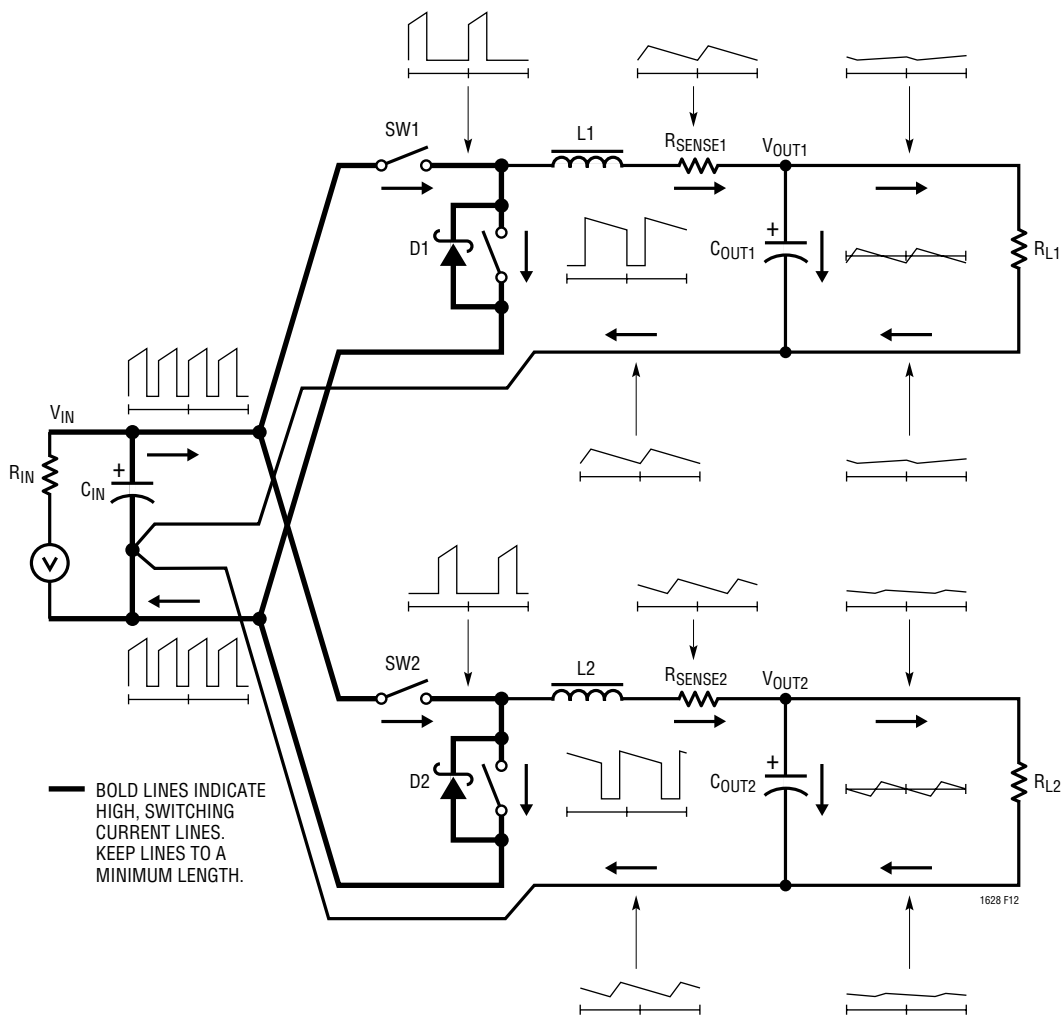 SW1
L1
RSENSE1
VOUT1
D1
COUT1
RL1
VIN
RIN
CIN
+
+
V
SW2
L2
RSENSE2
VOUT2
D2
COUT2
+
RL2
BOLD LINES INDICATE
HIGH, SWITCHING
CURRENT LINES.
KEEP LINES TO A
MINIMUM LENGTH.
1628 F12